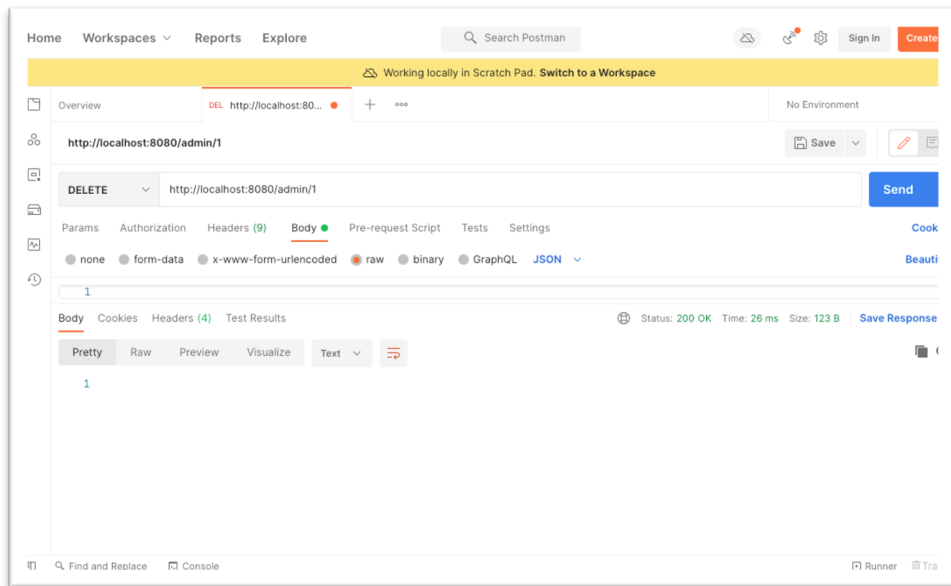 Home Workspaces Reports Explore Search Postman Sign In Create
Working locally in Scratch Pad. Switch to a Workspace
Overview DEL http://localhost:80... No Environment
http://localhost:8080/admin/1 Save
DELETE http://localhost:8080/admin/1 Send
Params Authorization Headers (9) Body Pre-request Script Tests Settings Cook
none form-data x-www-form-urlencoded raw binary GraphQL JSON Beauti
1
Body Cookies Headers (4) Test Results Status: 200 OK Time: 26 ms Size: 123 B Save Response
Pretty Raw Preview Visualize Text
1
Find and Replace Console Runner Tra